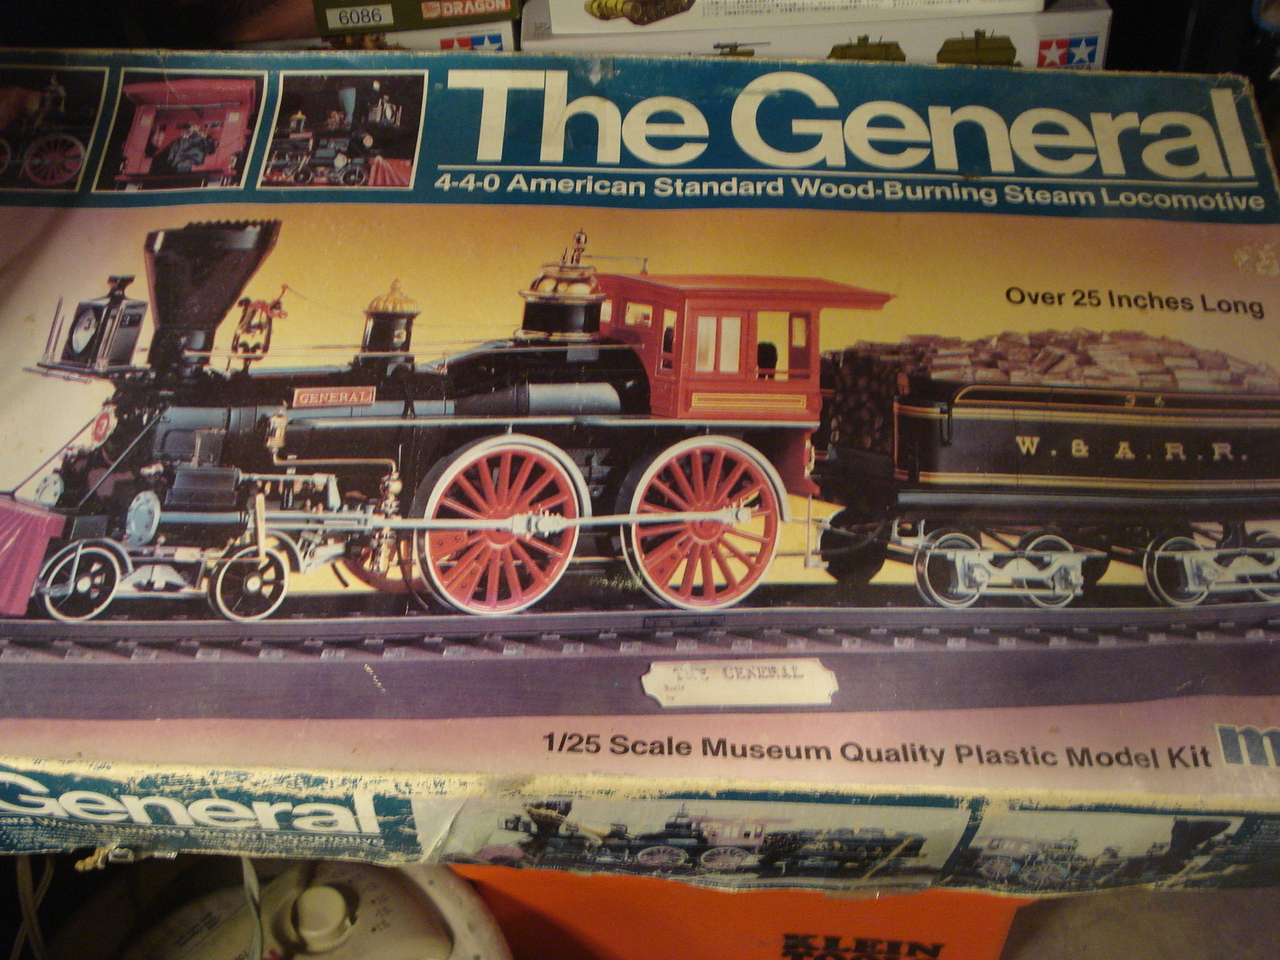 6086
DRAGON
The General
4-4-0 American Standard Wood-Burning Steam Locomotive
Over 25 Inches Long
GENERAL
W. & A. R. R.
THE GENERAL
1/25 Scale Museum Quality Plastic Model Kit
General
KLEIN
TOOLS